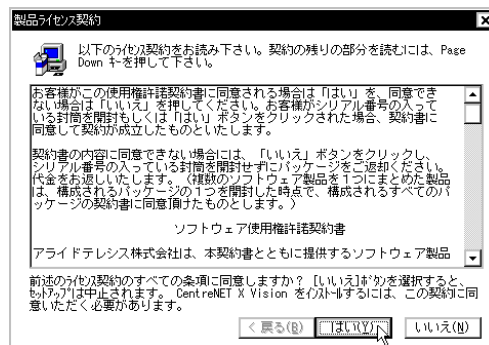 製品ライセンス契約
以下のライセンス契約をお読み下さい。契約の残りの部分を読むには、Page
Down キーを押して下さい。
お客様がこの使用権許諾契約書に同意される場合は「はい」を、同意でき
ない場合は「いいえ」を押してください。お客様がシリアル番号の入って
いる封筒を開封もしくは「はい」ボタンをクリックされた場合、契約書に
同意して契約が成立したものといたします。
契約書の内容に同意できない場合には、「いいえ」ボタンをクリックし、
シリアル番号の入っている封筒を開封せずにパッケージをご返却ください。
代金をお返しいたします。（複数のソフトウェア製品を１つにまとめた製品
は、構成されるパッケージの１つを開封した時点で、構成されるすべてのパ
ッケージの契約書に同意頂けたものとします。）
ソフトウェア使用権許諾契約書
アライドテレシス株式会社は、本契約書とともに提供するソフトウェア製品
前述のライセンス契約のすべての条項に同意しますか？ [いいえ]ボタンを選択すると、
セットアップは中止されます。 CentreNET X Vision をインストールするには、この契約に同
意いただく必要があります。
< 戻る(B)
はい(Y)
いいえ(N)